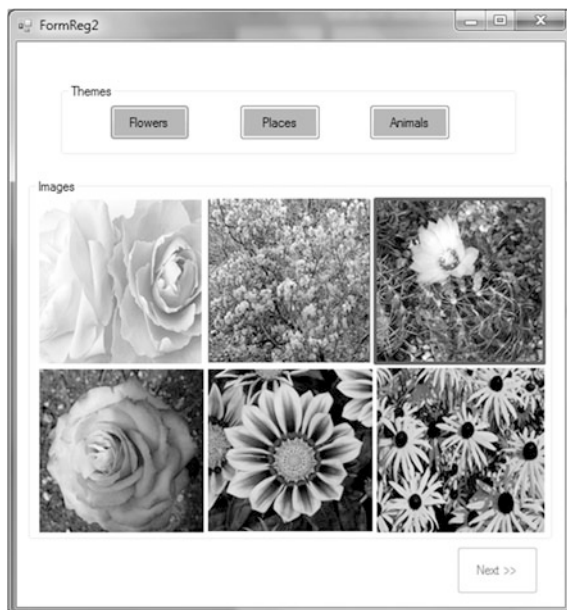 FormReg2
Themes
Flowers Places Animals
Images
Next >>